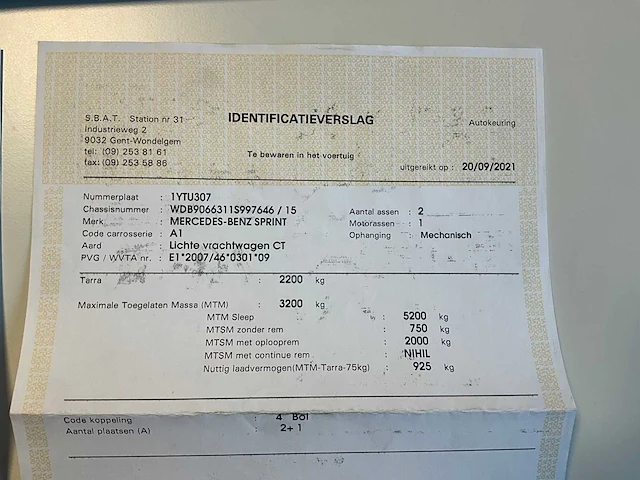 IDENTIFICATIEVERSLAG
S.B.A.T. Station nr 31
Industrieweg 2
9032 Gent-Wondelgem
tel: (09) 253 81 61
fax: (09) 253 58 86
Autokeuring
Te bewaren in het voertuig
uitgereikt op : 20/09/2021
Nummerplaat : 1YTU307
Chassisnummer : WDB9066311S997646 / 15
Merk : MERCEDES-BENZ SPRINT
Code carrosserie : A1
Aard : Lichte vrachtwagen CT
PVG / WVTA nr. : E1*2007/46*0301*09
Aantal assen : 2
Motorassen : 1
Ophanging : Mechanisch
Tarra : 2200 kg
Maximale Toegelaten Massa (MTM) : 3200 kg
MTM Sleep : 5200 kg
MTSM zonder rem : 750 kg
MTSM met oplooprem : 2000 kg
MTSM met continue rem : NIHIL
Nuttig laadvermogen(MTM-Tarra-75kg) : 925 kg
Code koppeling : 4 Bol
Aantal plaatsen (A) : 2+ 1